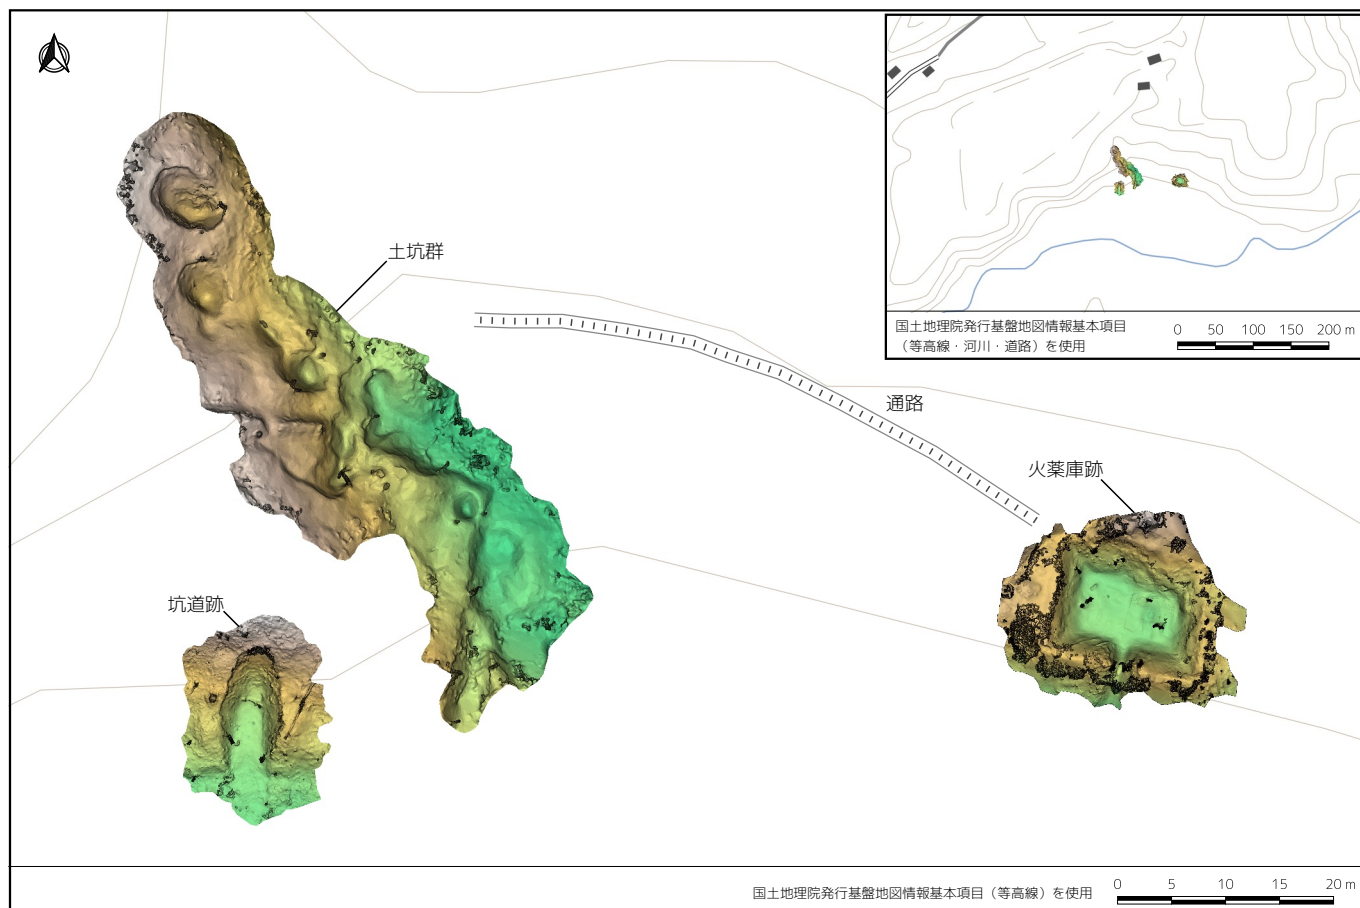 土坑群
通路
火薬庫跡
坑道跡
国土地理院発行基盤地図情報基本項目
（等高線・河川・道路）を使用
0 50 100 150 200 m
国土地理院発行基盤地図情報基本項目（等高線）を使用
0 5 10 15 20 m